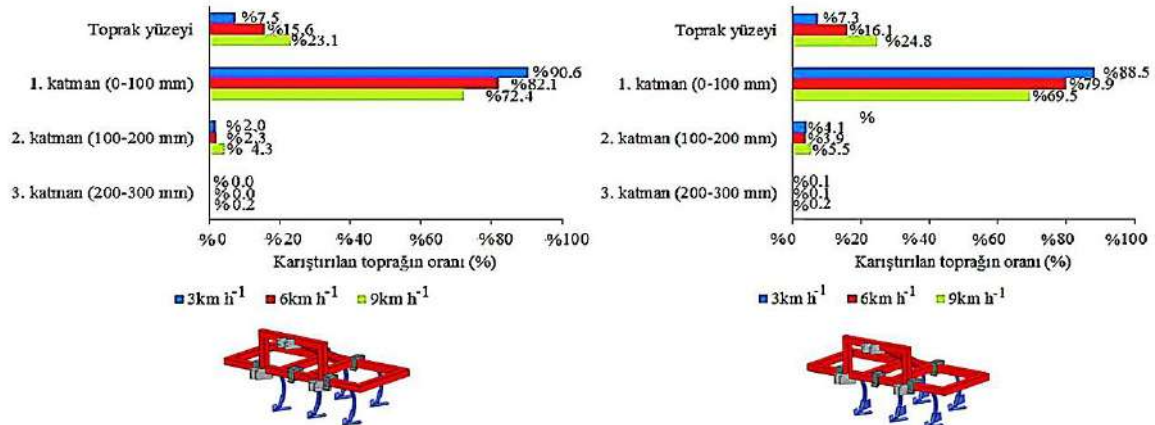 Toprak yüzeyi
%7.5
%15.6
%23.1
1. katman (0-100 mm)
%90.6
%82.1
%72.4
2. katman (100-200 mm)
%2.0
%2.3
% 4.3
3. katman (200-300 mm)
%0.0
%0.0
%0.2
%0 %20 %40 %60 %80 %100
Karıştırılan toprağın oranı (%)
3km h-1 6km h-1 9km h-1
Toprak yüzeyi
%7.3
%16.1
%24.8
1. katman (0-100 mm)
%88.5
%79.9
%69.5
%
2. katman (100-200 mm)
%4.1
%3.9
%5.5
3. katman (200-300 mm)
%0.1
%0.1
%0.2
%0 %20 %40 %60 %80 %100
Karıştırılan toprağın oranı (%)
3km h-1 6km h-1 9km h-1